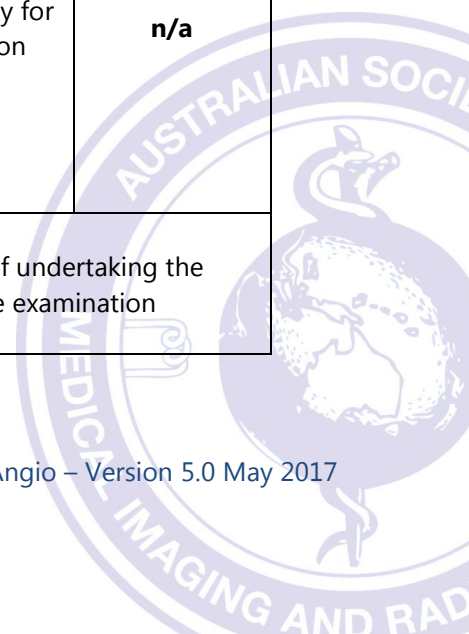 y for
on
n/a
f undertaking the
e examination
Angio – Version 5.0 May 2017
AUSTRALIAN SOCI
MEDICAL IMAGING AND RAD